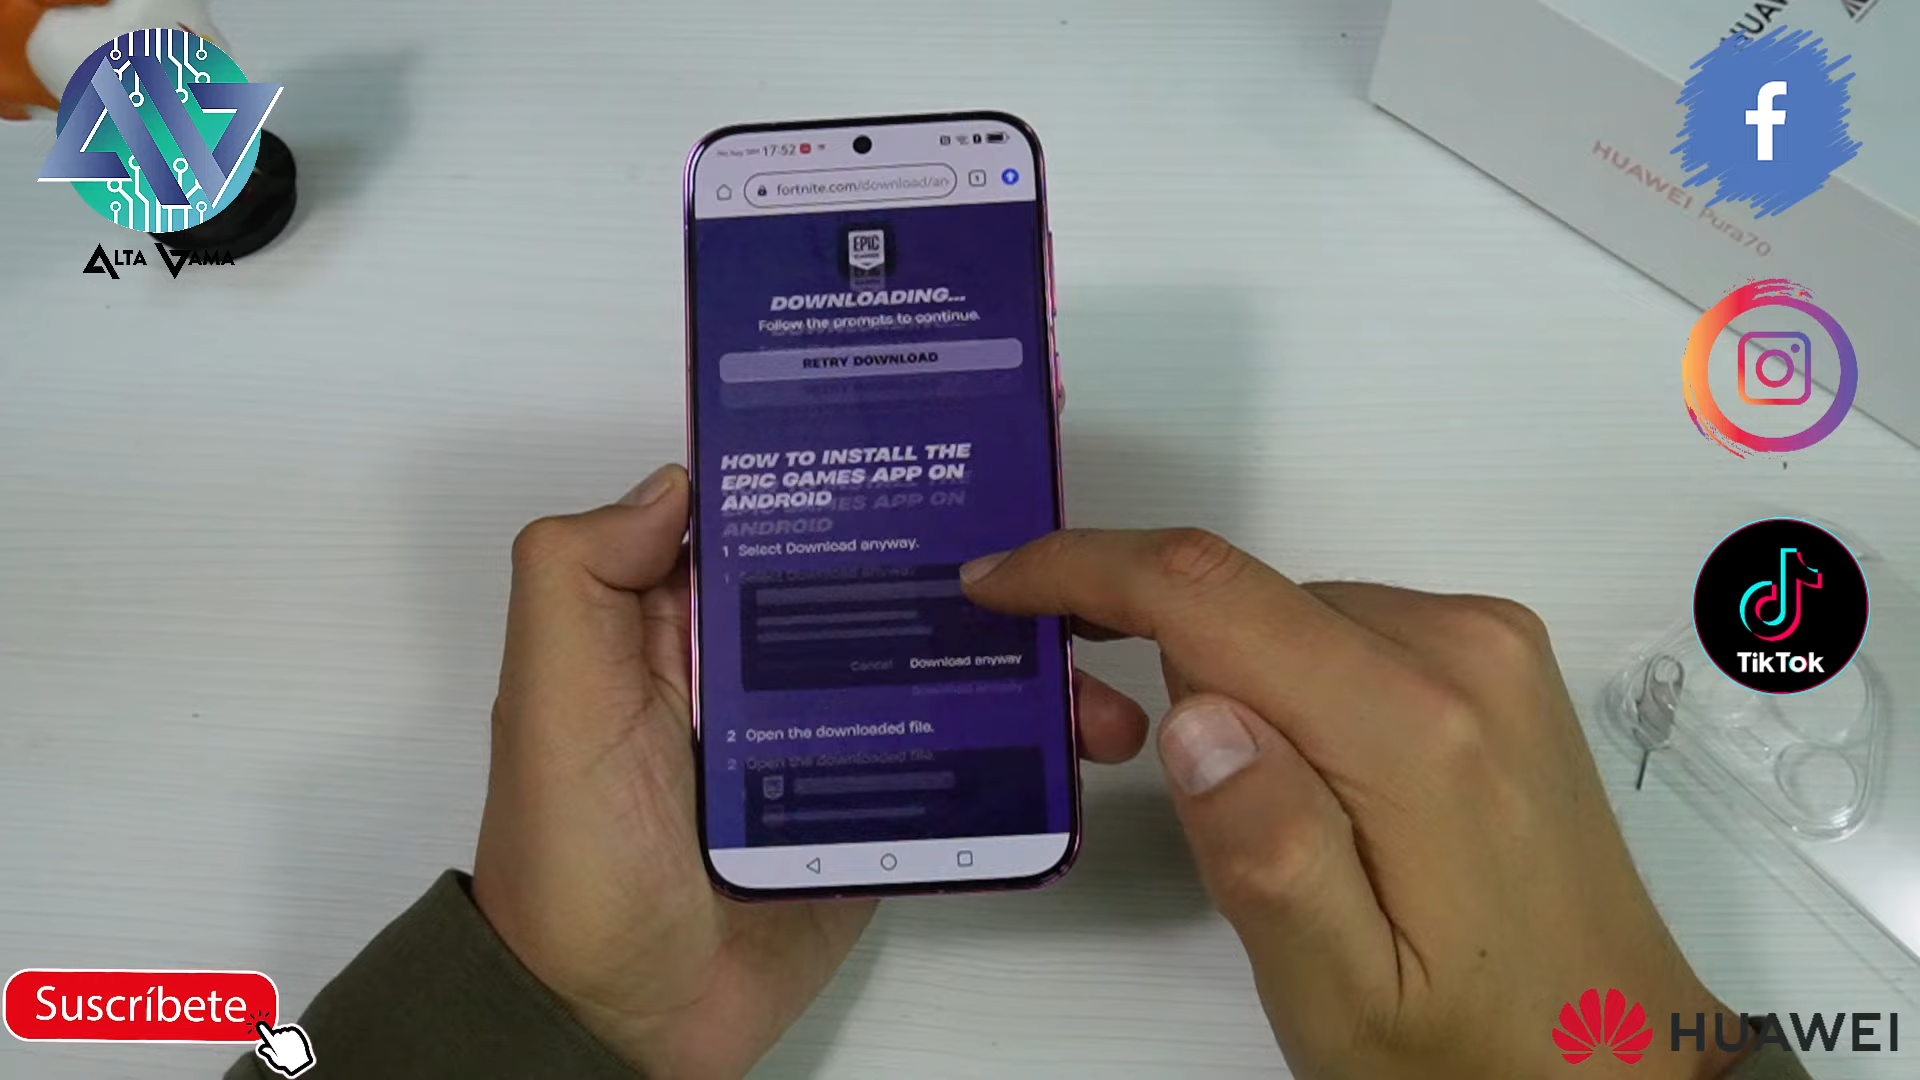 ALTA GAMA
17:52
fortnite.com/download/an
EPIC
GAMES
DOWNLOADING...
Follow the prompts to continue.
RETRY DOWNLOAD
HOW TO INSTALL THE
EPIC GAMES APP ON
ANDROID
1 Select Download anyway.
Cancel Download anyway
2 Open the downloaded file.
HUAWEI
HUAWEI Pura70
f
TikTok
Suscríbete
HUAWEI